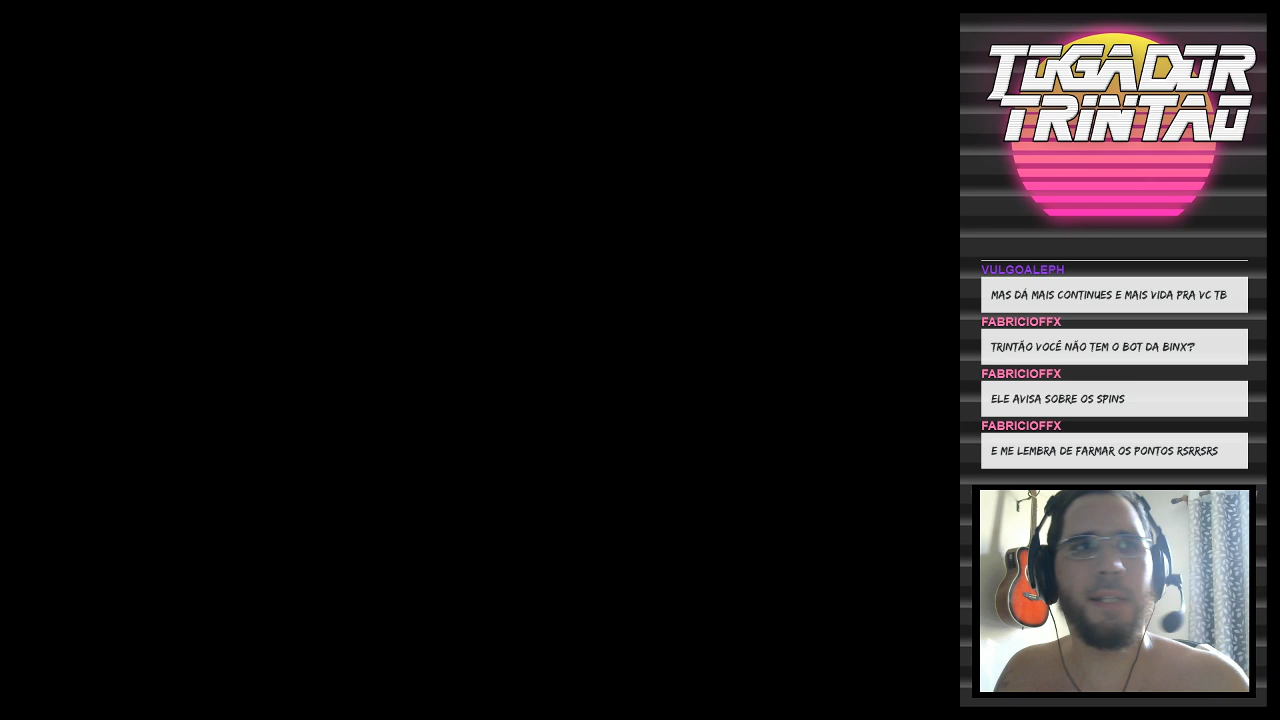 JOGADOR
TRINTAO
VULGOALEPH
MAS DÁ MAIS CONTINUES E MAIS VIDA PRA VC TB
FABRICIOFFX
TRINTÃO VOCÊ NÃO TEM O BOT DA BINX?
FABRICIOFFX
ELE AVISA SOBRE OS SPINS
FABRICIOFFX
E ME LEMBRA DE FARMAR OS PONTOS RSRRSRS